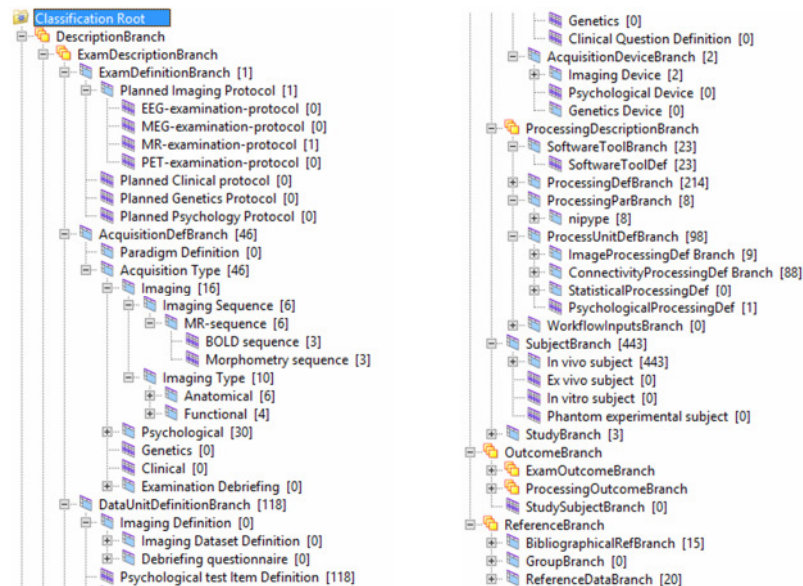 Classification Root
DescriptionBranch
ExamDescriptionBranch
ExamDefinitionBranch [1]
Planned Imaging Protocol [1]
EEG-examination-protocol [0]
MEG-examination-protocol [0]
MR-examination-protocol [1]
PET-examination-protocol [0]
Planned Clinical protocol [0]
Planned Genetics Protocol [0]
Planned Psychology Protocol [0]
AcquisitionDefBranch [46]
Paradigm Definition [0]
Acquisition Type [46]
Imaging [16]
Imaging Sequence [6]
MR-sequence [6]
BOLD sequence [3]
Morphometry sequence [3]
Imaging Type [10]
Anatomical [6]
Functional [4]
Psychological [30]
Genetics [0]
Clinical [0]
Examination Debriefing [0]
DataUnitDefinitionBranch [118]
Imaging Definition [0]
Imaging Dataset Definition [0]
Debriefing questionnaire [0]
Psychological test Item Definition [118]
Genetics [0]
Clinical Question Definition [0]
AcquisitionDeviceBranch [2]
Imaging Device [2]
Psychological Device [0]
Genetics Device [0]
ProcessingDescriptionBranch
SoftwareToolBranch [23]
SoftwareToolDef [23]
ProcessingDefBranch [214]
ProcessingParBranch [8]
nipype [8]
ProcessUnitDefBranch [98]
ImageProcessingDef Branch [9]
ConnectivityProcessingDef Branch [88]
StatisticalProcessingDef [0]
PsychologicalProcessingDef [1]
WorkflowInputsBranch [0]
SubjectBranch [443]
In vivo subject [443]
Ex vivo subject [0]
In vitro subject [0]
Phantom experimental subject [0]
StudyBranch [3]
OutcomeBranch
ExamOutcomeBranch
ProcessingOutcomeBranch
StudySubjectBranch [0]
ReferenceBranch
BibliographicalRefBranch [15]
GroupBranch [0]
ReferenceDataBranch [20]